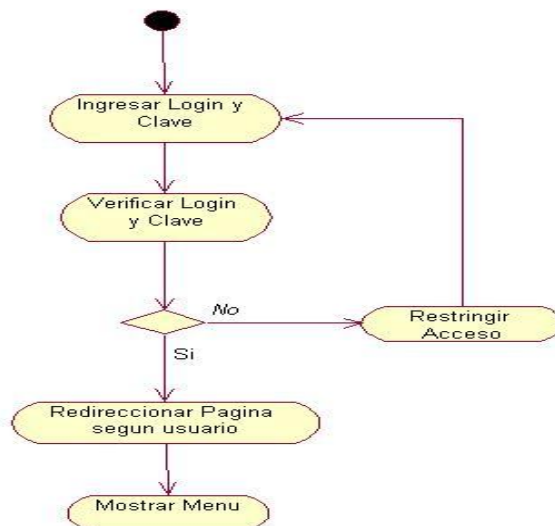 Ingresar Login y
Clave
Verificar Login
y Clave
No
Restringir
Acceso
Si
Redireccionar Pagina
segun usuario
Mostrar Menu